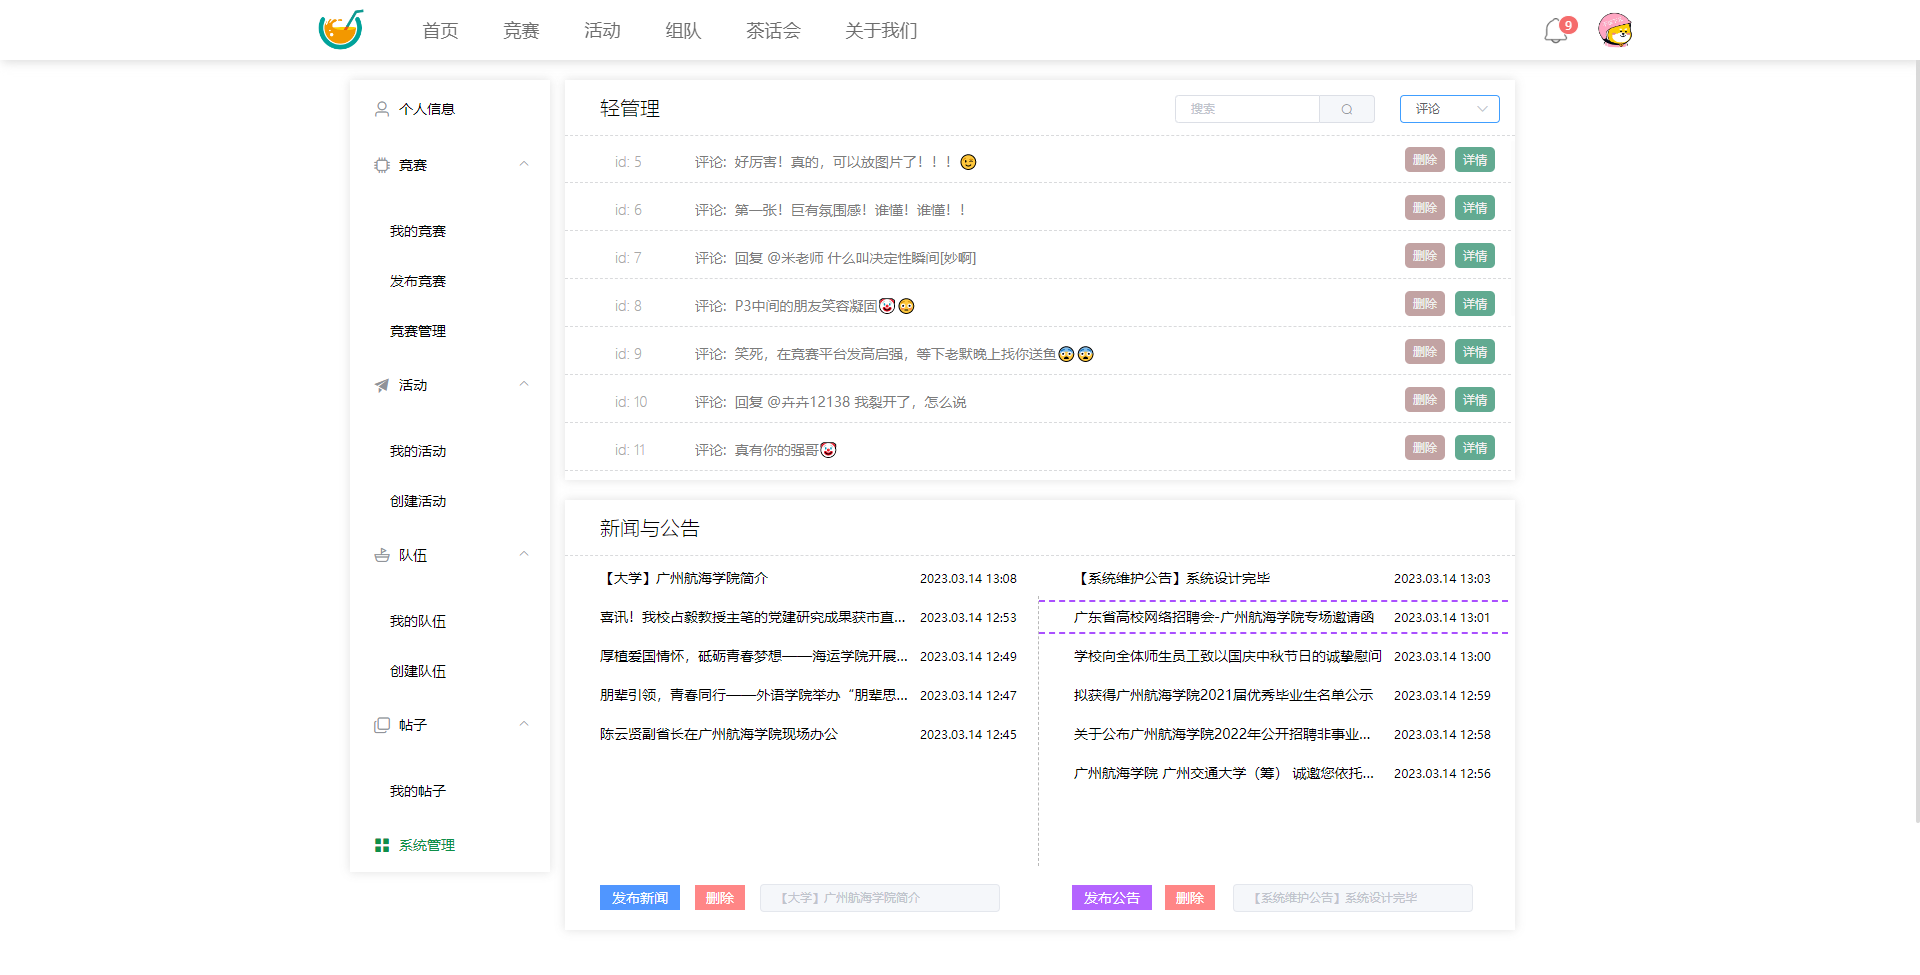 首页 竞赛 活动 组队 茶话会 关于我们 9
个人信息
竞赛
我的竞赛
发布竞赛
竞赛管理
活动
我的活动
创建活动
队伍
我的队伍
创建队伍
帖子
我的帖子
系统管理
轻管理 搜索 评论
id: 5 评论：好厉害！真的，可以放图片了！！！😉 删除 详情
id: 6 评论：第一张！巨有氛围感！谁懂！谁懂！！ 删除 详情
id: 7 评论：回复 @米老师 什么叫决定性瞬间[妙啊] 删除 详情
id: 8 评论：P3中间的朋友笑容凝固🤡😳 删除 详情
id: 9 评论：笑死，在竞赛平台发高启强，等下老默晚上找你送鱼😨😨 删除 详情
id: 10 评论：回复 @卉卉12138 我裂开了，怎么说 删除 详情
id: 11 评论：真有你的强哥🤡 删除 详情
新闻与公告
【大学】广州航海学院简介 2023.03.14 13:08
喜讯！我校占毅教授主笔的党建研究成果获市直... 2023.03.14 12:53
厚植爱国情怀，砥砺青春梦想——海运学院开展... 2023.03.14 12:49
朋辈引领，青春同行——外语学院举办“朋辈思... 2023.03.14 12:47
陈云贤副省长在广州航海学院现场办公 2023.03.14 12:45
发布新闻 删除 【大学】广州航海学院简介
【系统维护公告】系统设计完毕 2023.03.14 13:03
广东省高校网络招聘会-广州航海学院专场邀请函 2023.03.14 13:01
学校向全体师生员工致以国庆中秋节日的诚挚慰问 2023.03.14 13:00
拟获得广州航海学院2021届优秀毕业生名单公示 2023.03.14 12:59
关于公布广州航海学院2022年公开招聘非事业... 2023.03.14 12:58
广州航海学院 广州交通大学（筹） 诚邀您依托... 2023.03.14 12:56
发布公告 删除 【系统维护公告】系统设计完毕